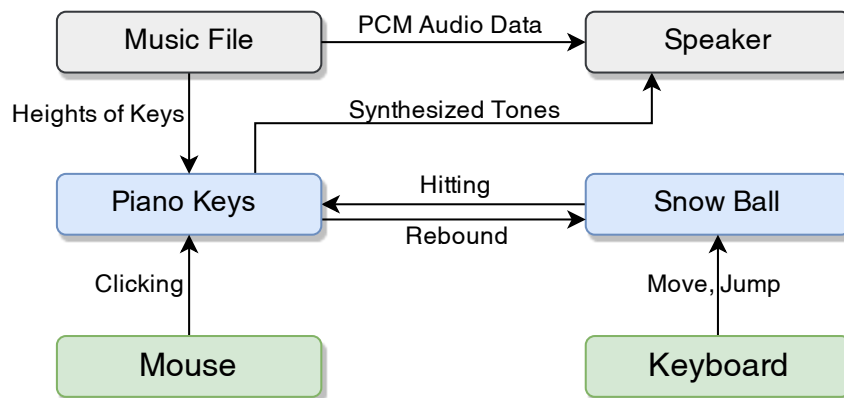 Music File
PCM Audio Data
Speaker
Heights of Keys
Synthesized Tones
Piano Keys
Hitting
Rebound
Snow Ball
Clicking
Move, Jump
Mouse
Keyboard